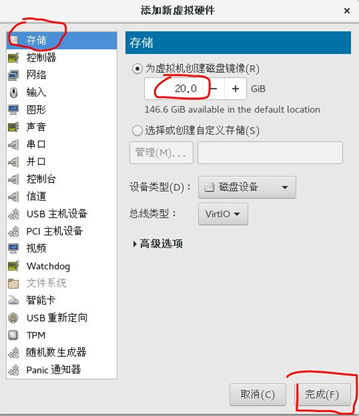 添加新虚拟硬件
存储
控制器
网络
输入
图形
声音
串口
并口
控制台
信道
USB 主机设备
PCI 主机设备
视频
Watchdog
文件系统
智能卡
USB 重新定向
TPM
随机数生成器
Panic 通知器
存储
为虚拟机创建磁盘镜像(R)
20.0 − + GiB
146.6 GiB available in the default location
选择或创建自定义存储(S)
管理(M)...
设备类型(D)： 磁盘设备
总线类型： VirtIO
高级选项
取消(C) 完成(F)